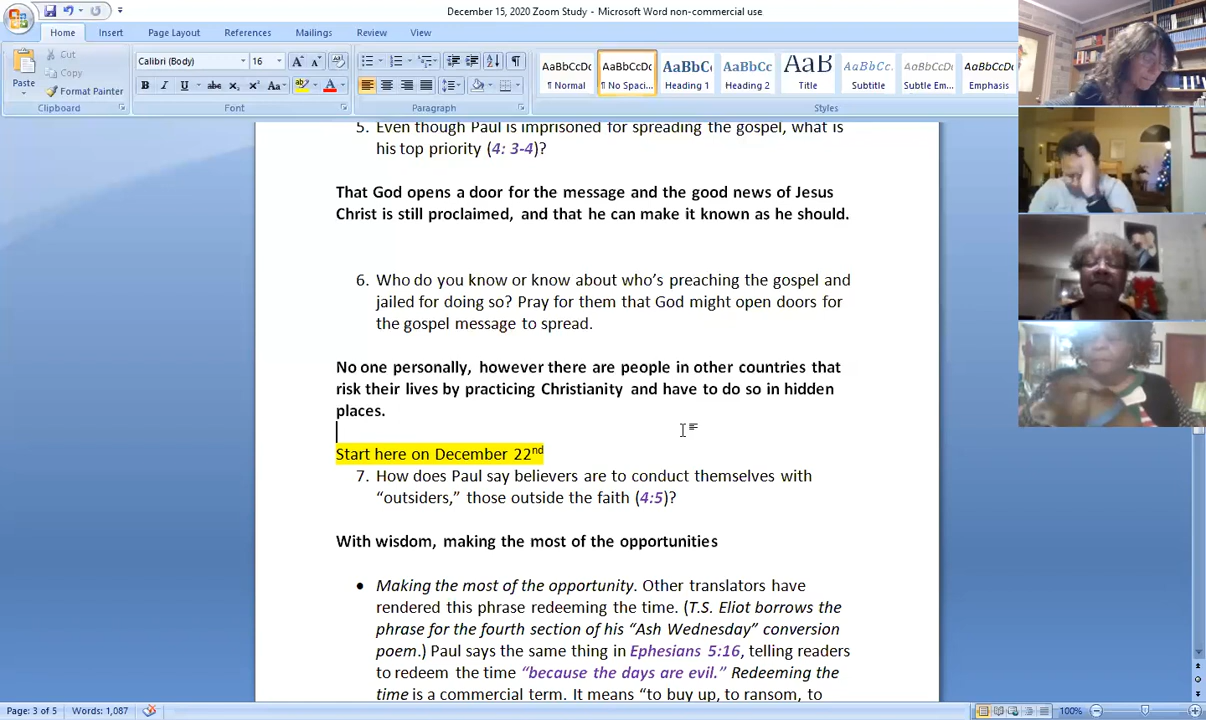 December 15, 2020 Zoom Study - Microsoft Word non-commercial use
Home Insert Page Layout References Mailings Review View
Cut
Copy
Paste
Format Painter
Calibri (Body) 16
AaBbCcDc AaBbCcDc AaBbC AaBbCc AaB AaBbCc AaBbCcDc AaBbCcDc
¶ Normal ¶ No Spaci... Heading 1 Heading 2 Title Subtitle Subtle Em... Emphasis
Clipboard Font Paragraph Styles
5. Even though Paul is imprisoned for spreading the gospel, what is
his top priority (4: 3-4)?
That God opens a door for the message and the good news of Jesus
Christ is still proclaimed, and that he can make it known as he should.
6. Who do you know or know about who's preaching the gospel and
jailed for doing so? Pray for them that God might open doors for
the gospel message to spread.
No one personally, however there are people in other countries that
risk their lives by practicing Christianity and have to do so in hidden
places.
Start here on December 22nd
7. How does Paul say believers are to conduct themselves with
“outsiders,” those outside the faith (4:5)?
With wisdom, making the most of the opportunities
• Making the most of the opportunity. Other translators have
rendered this phrase redeeming the time. (T.S. Eliot borrows the
phrase for the fourth section of his “Ash Wednesday” conversion
poem.) Paul says the same thing in Ephesians 5:16, telling readers
to redeem the time “because the days are evil.” Redeeming the
time is a commercial term. It means “to buy up, to ransom, to
Page: 3 of 5 Words: 1,087 100%